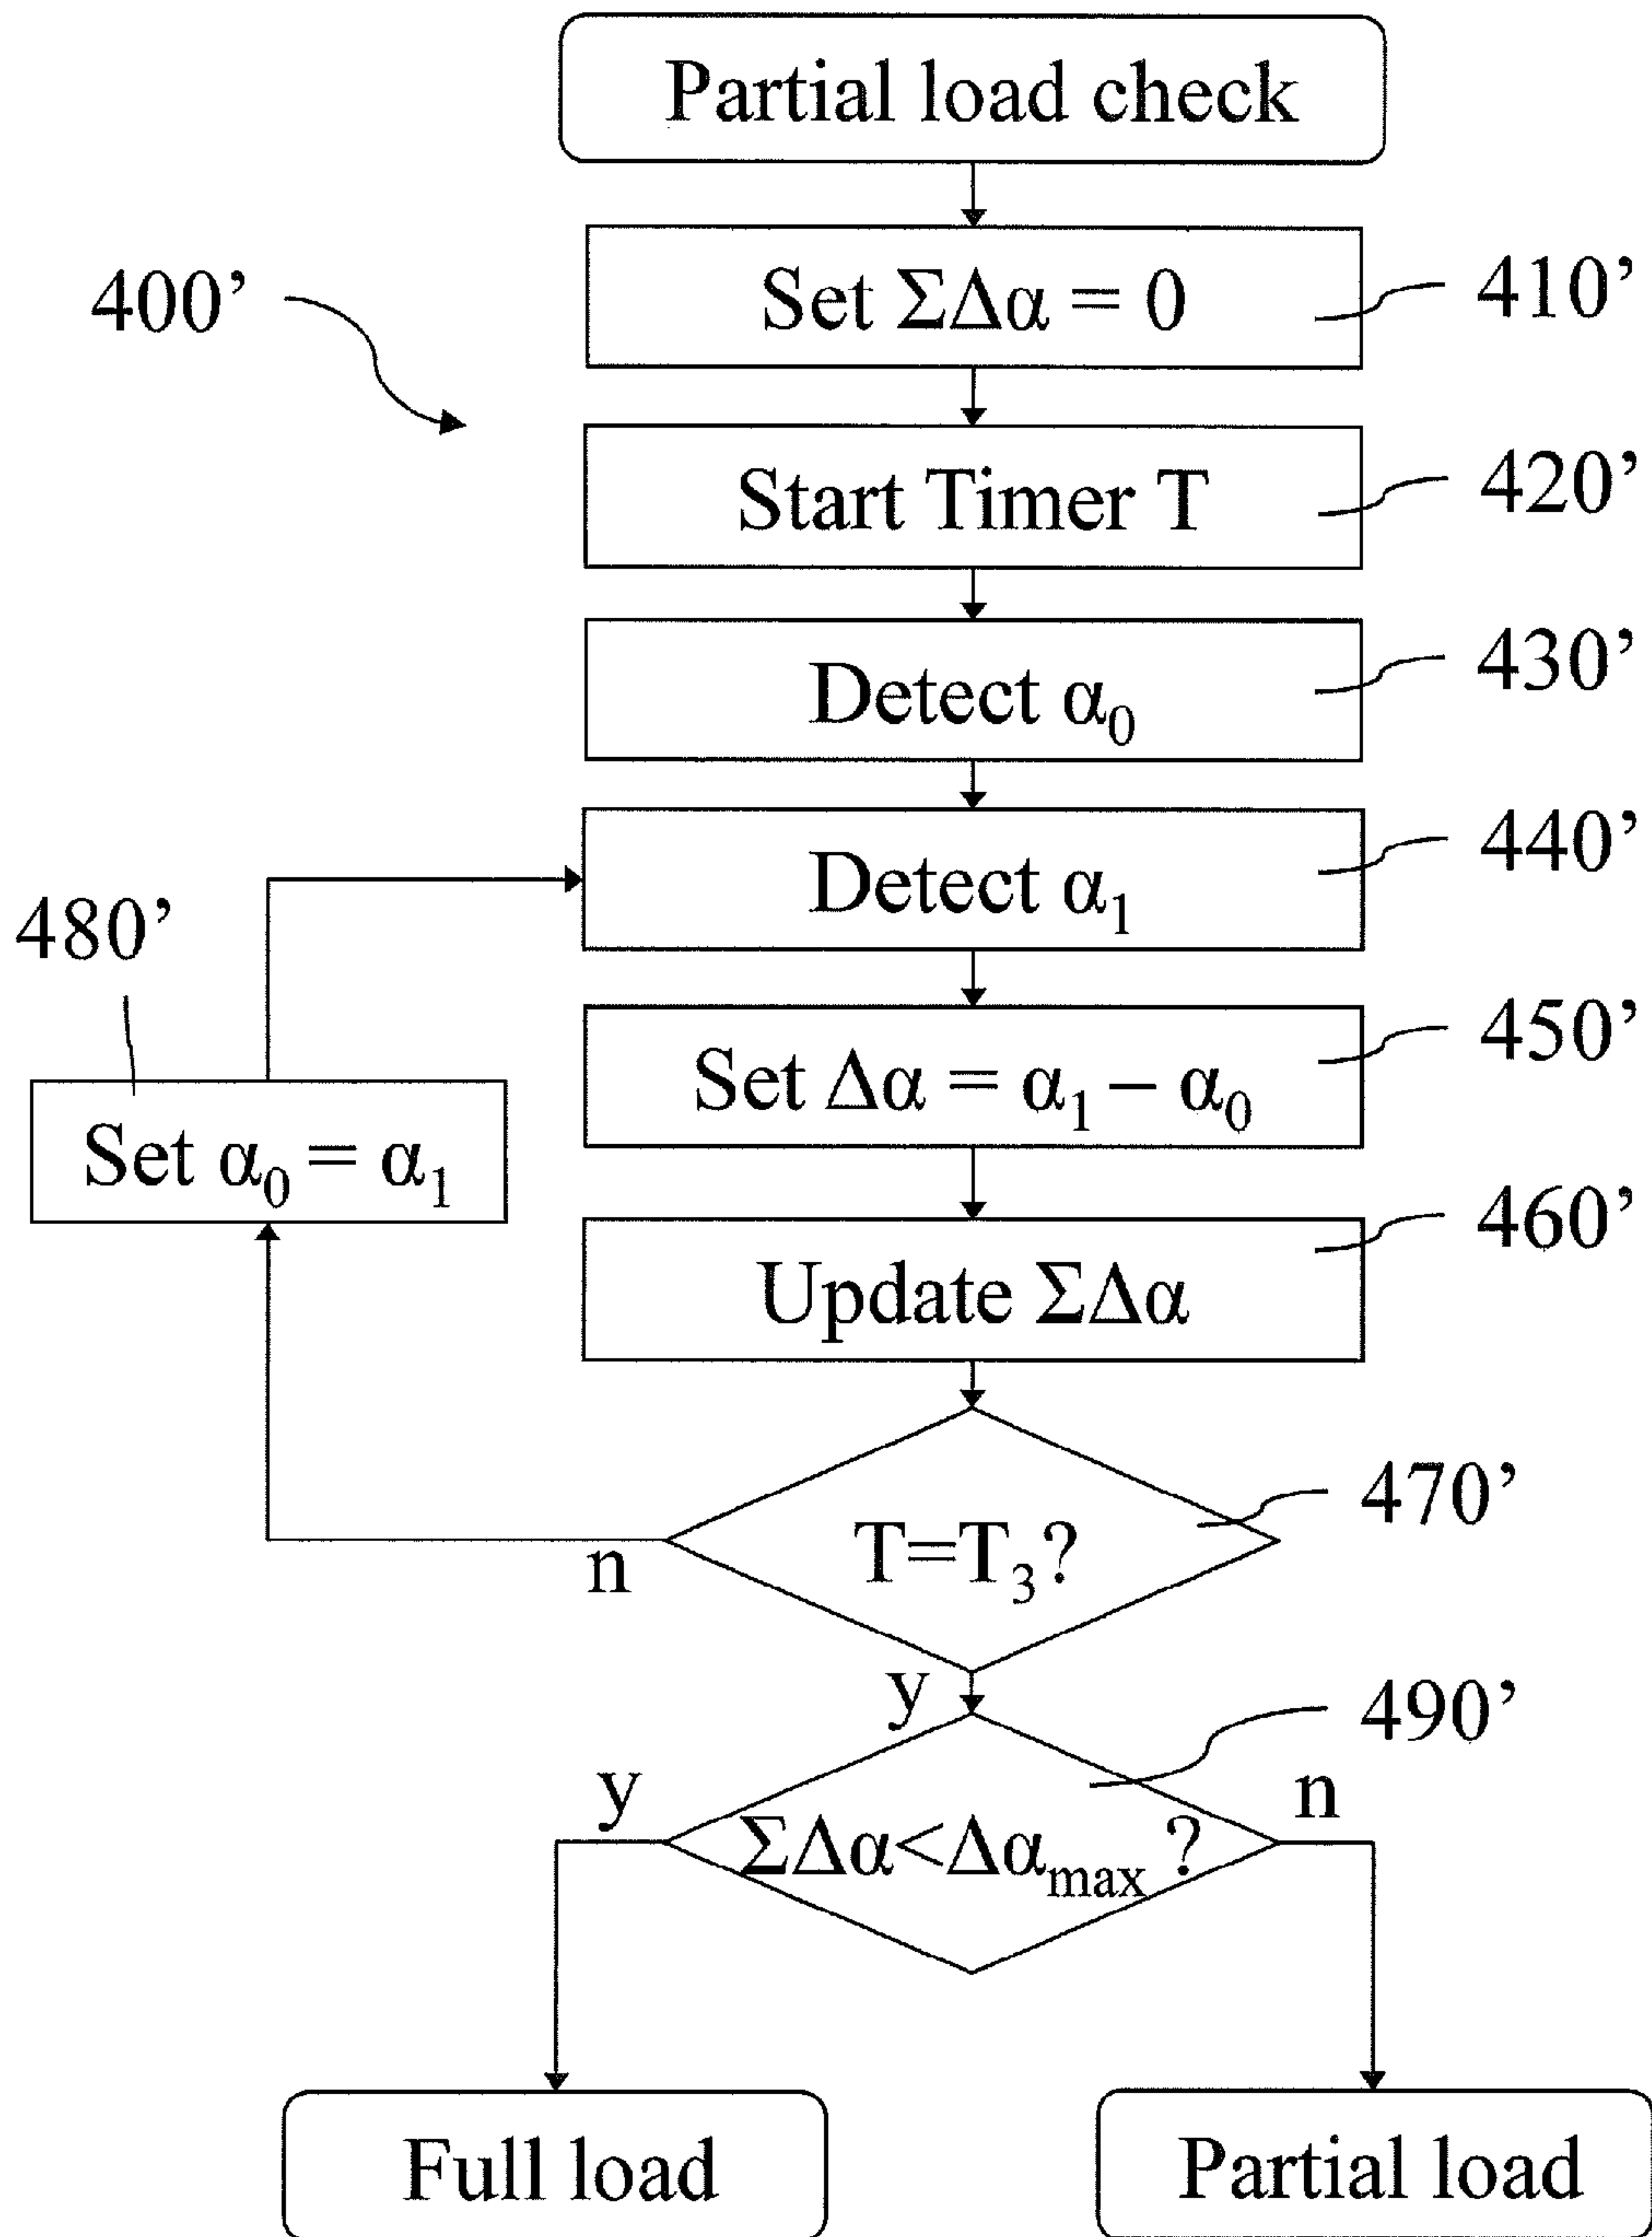 Partial load check
Set ΣΔα = 0
410’
400’
Start Timer T
420’
Detect α₀
430’
Detect α₁
440’
480’
Set Δα = α₁ – α₀
450’
Set α₀ = α₁
Update ΣΔα
460’
T=T₃?
470’
n
y
490’
y
n
ΣΔα<Δαmax ?
Full load
Partial load